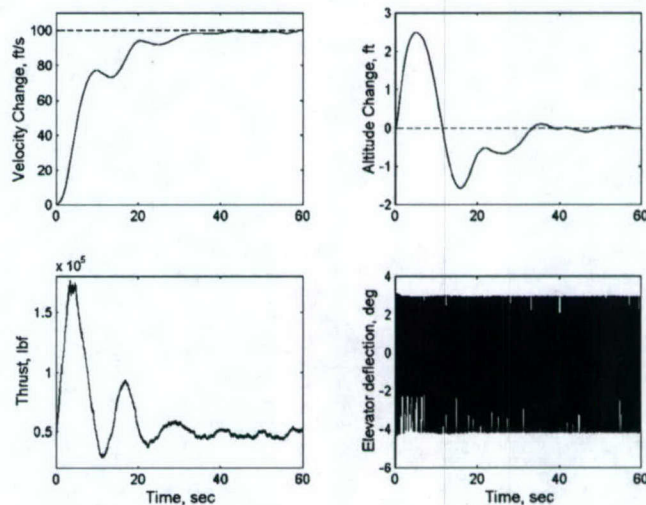 Velocity Change, ft/s
100
80
60
40
20
0
0 20 40 60
Altitude Change, ft
3
2
1
0
-1
-2
0 20 40 60
x 10^5
Thrust, lbf
1.5
1
0.5
0 20 40 60
Time, sec
Elevator deflection, deg
4
2
0
-2
-4
-6
0 20 40 60
Time, sec